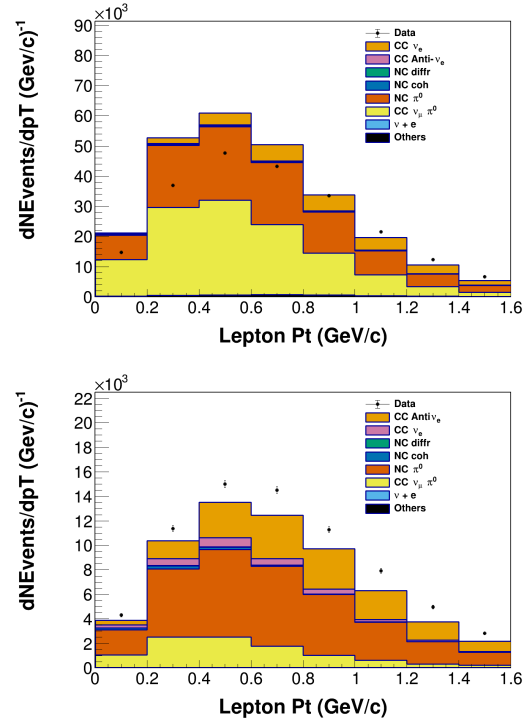 ×10³
dNEvents/dpT (Gev/c)⁻¹
90
80
70
60
50
40
30
20
10
0
Data
CC νₑ
CC Anti-νₑ
NC diffr
NC coh
NC π⁰
CC ν_μ π⁰
ν + e
Others
0 0.2 0.4 0.6 0.8 1 1.2 1.4 1.6
Lepton Pt (GeV/c)
×10³
dNEvents/dpT (Gev/c)⁻¹
22
20
18
16
14
12
10
8
6
4
2
0
Data
CC Antiνₑ
CC νₑ
NC diffr
NC coh
NC π⁰
CC ν_μ π⁰
ν + e
Others
0 0.2 0.4 0.6 0.8 1 1.2 1.4 1.6
Lepton Pt (GeV/c)